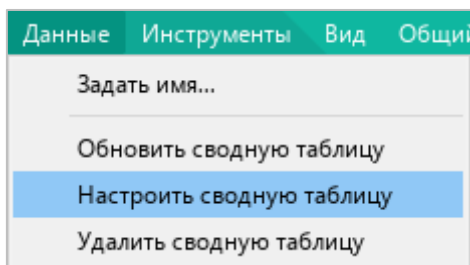 Данные Инструменты Вид Общий
Задать имя...
Обновить сводную таблицу
Настроить сводную таблицу
Удалить сводную таблицу